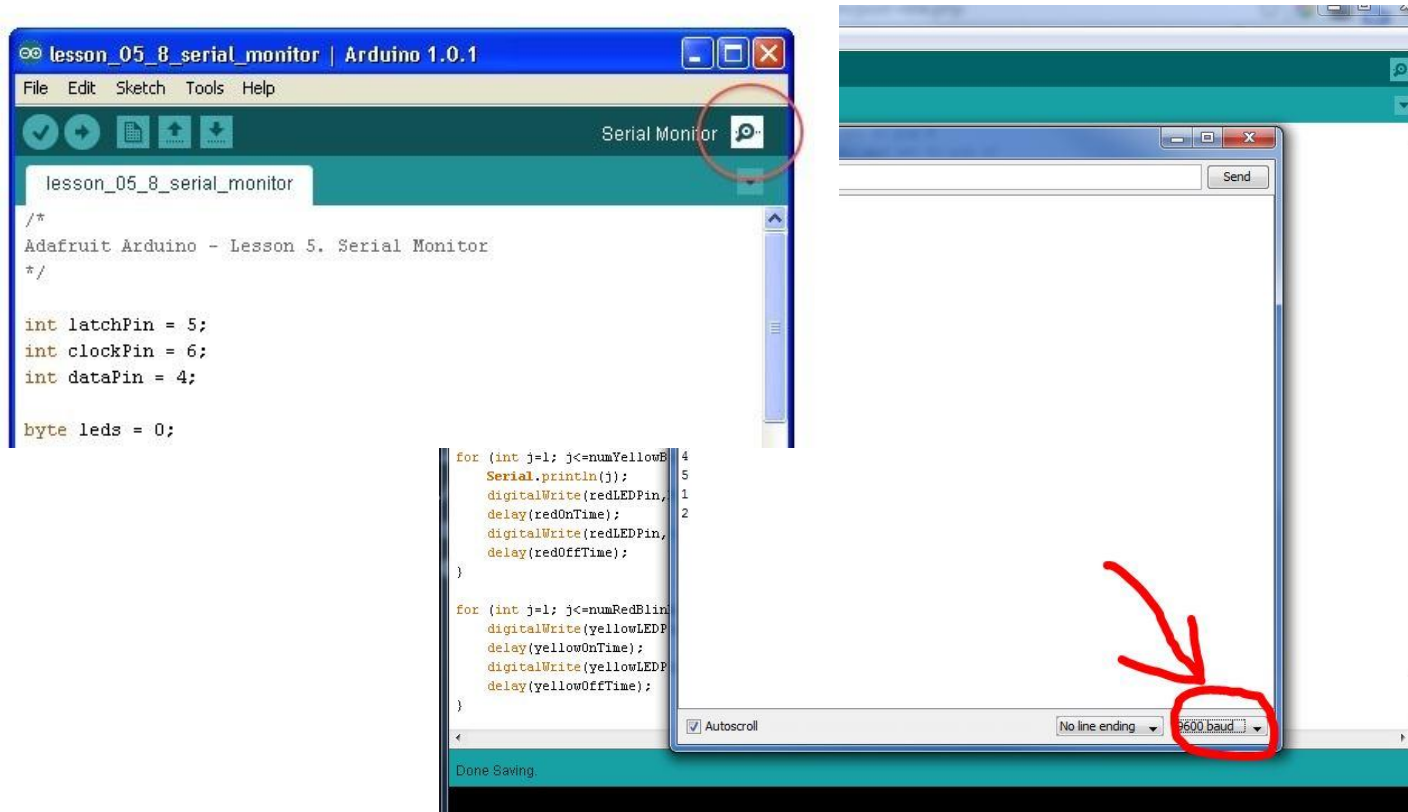 lesson_05_8_serial_monitor | Arduino 1.0.1
File Edit Sketch Tools Help
Serial Monitor
lesson_05_8_serial_monitor
/*
Adafruit Arduino - Lesson 5. Serial Monitor
*/
int latchPin = 5;
int clockPin = 6;
int dataPin = 4;
byte leds = 0;
Send
4
5
1
2
for (int j=1; j<=numYellowB
Serial.println(j);
digitalWrite(redLEDPin,
delay(redOnTime);
digitalWrite(redLEDPin,
delay(redOffTime);
}
for (int j=1; j<=numRedBlin
digitalWrite(yellowLEDP
delay(yellowOnTime);
digitalWrite(yellowLEDP
delay(yellowOffTime);
}
Autoscroll
No line ending
9600 baud
Done Saving.